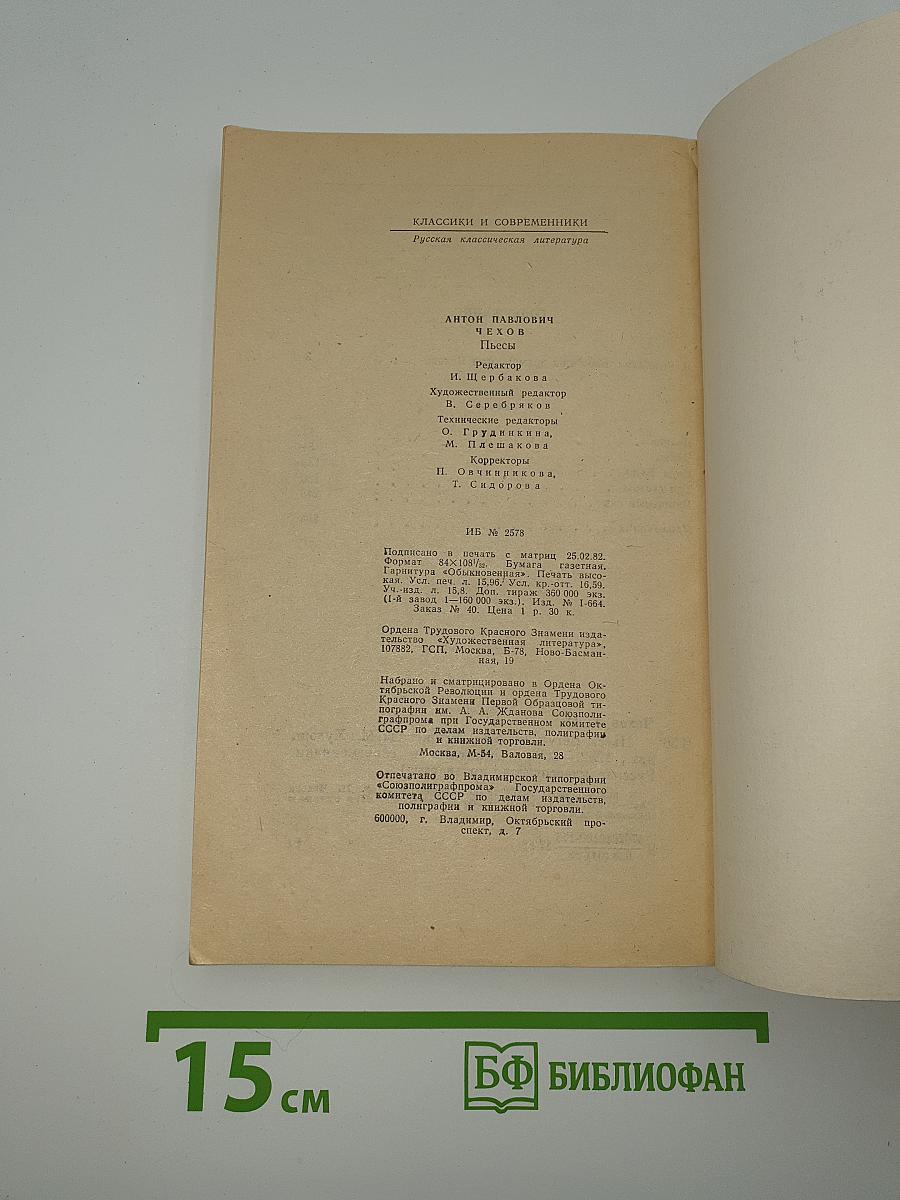 КЛАССИКИ И СОВРЕМЕННИКИ
Русская классическая литература
АНТОН ПАВЛОВИЧ
ЧЕХОВ
Пьесы
Редактор
И. Щербакова
Художественный редактор
В. Серебряков
Технические редакторы
О. Грудинкина,
М. Плешакова
Корректоры
Н. Овчинникова,
Т. Сидорова
ИБ № 2578
Подписано в печать с матриц 25.02.82.
Формат 84×108¹/₃₂. Бумага газетная.
Гарнитура «Обыкновенная». Печать высо-
кая. Усл. печ. л. 15,96. Усл. кр.-отт. 16,59.
Уч.-изд. л. 15,8. Доп. тираж 360 000 экз.
(1-й завод 1—160 000 экз.). Изд. № 1-664.
Заказ № 40. Цена 1 р. 30 к.
Ордена Трудового Красного Знамени изда-
тельство «Художественная литература»,
107882, ГСП, Москва, Б-78, Ново-Басман-
ная, 19
Набрано и сматрицировано в Ордена Ок-
тябрьской Революции и ордена Трудового
Красного Знамени Первой Образцовой ти-
пографии им. А. А. Жданова Союзполи-
графпрома при Государственном комитете
СССР по делам издательств, полиграфии
и книжной торговли.
Москва, М-54, Валовая, 28
Отпечатано во Владимирской типографии
«Союзполиграфпрома» Государственного
комитета СССР по делам издательств,
полиграфии и книжной торговли.
600000, г. Владимир, Октябрьский про-
спект, д. 7
15 см
БФ БИБЛИОФАН